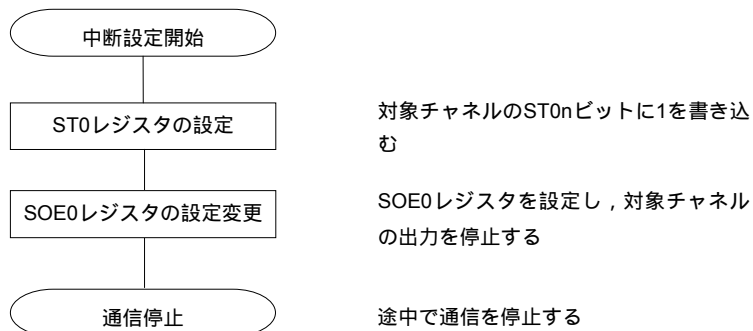 中断設定開始
ST0レジスタの設定
対象チャネルのST0nビットに1を書き込
む
SOE0レジスタの設定変更
SOE0レジスタを設定し，対象チャネル
の出力を停止する
通信停止
途中で通信を停止する